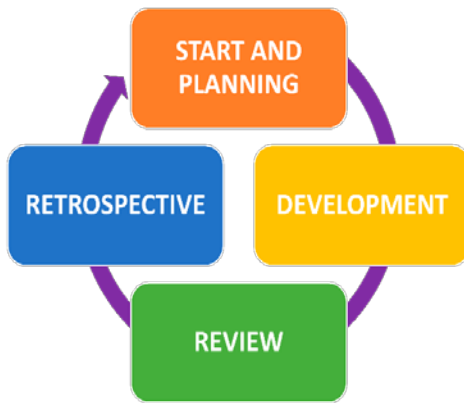 START AND
PLANNING
DEVELOPMENT
REVIEW
RETROSPECTIVE